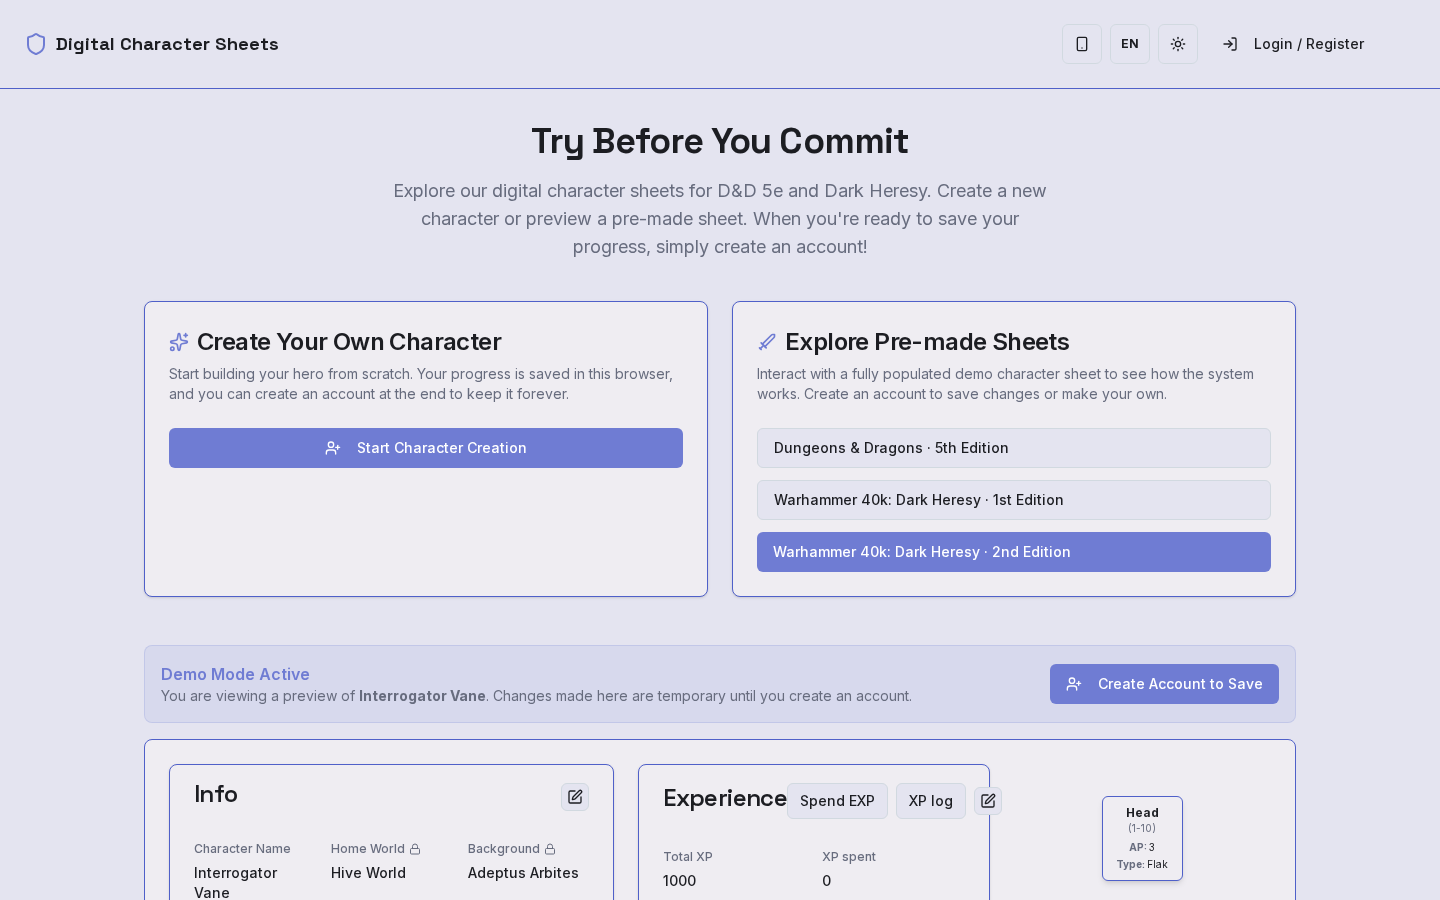 Digital Character Sheets
EN
Login / Register
Try Before You Commit
Explore our digital character sheets for D&D 5e and Dark Heresy. Create a new
character or preview a pre-made sheet. When you're ready to save your
progress, simply create an account!
Create Your Own Character
Start building your hero from scratch. Your progress is saved in this browser,
and you can create an account at the end to keep it forever.
Start Character Creation
Explore Pre-made Sheets
Interact with a fully populated demo character sheet to see how the system
works. Create an account to save changes or make your own.
Dungeons & Dragons · 5th Edition
Warhammer 40k: Dark Heresy · 1st Edition
Warhammer 40k: Dark Heresy · 2nd Edition
Demo Mode Active
You are viewing a preview of Interrogator Vane. Changes made here are temporary until you create an account.
Create Account to Save
Info
Character Name
Interrogator
Vane
Home World
Hive World
Background
Adeptus Arbites
Experience
Spend EXP
XP log
Total XP
1000
XP spent
0
Head
(1-10)
AP: 3
Type: Flak